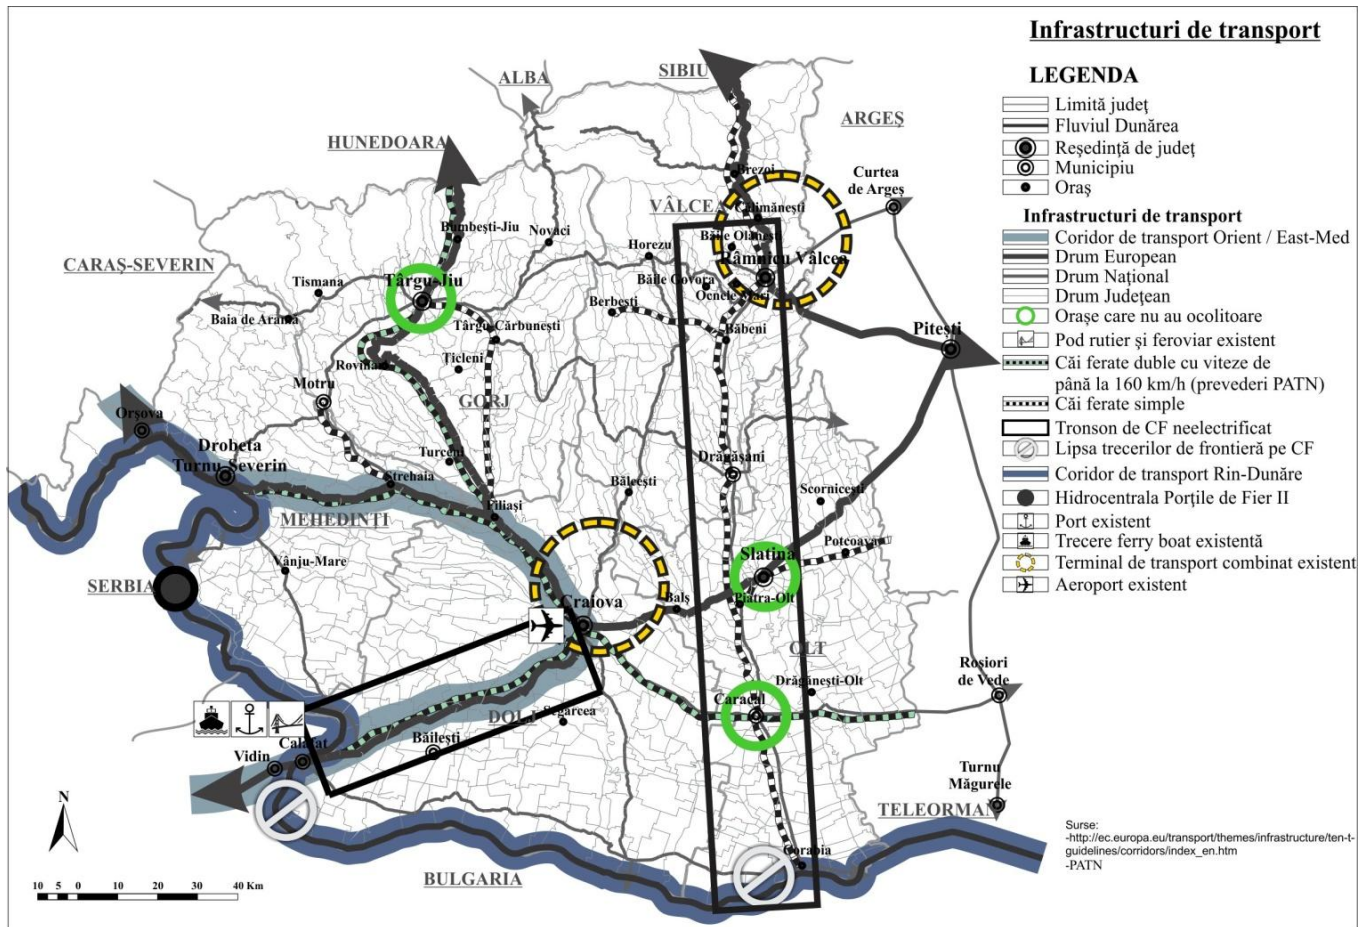 Infrastructuri de transport
LEGENDA
Limită județ
Fluviul Dunărea
Reședință de județ
Municipiu
Oraș
Infrastructuri de transport
Coridor de transport Orient / East-Med
Drum European
Drum Național
Drum Județean
Orașe care nu au ocolitoare
Pod rutier și feroviar existent
Căi ferate duble cu viteze de
până la 160 km/h (prevederi PATN)
Căi ferate simple
Tronson de CF neelectrificat
Lipsa trecerilor de frontieră pe CF
Coridor de transport Rin-Dunăre
Hidrocentrala Porțile de Fier II
Port existent
Trecere ferry boat existentă
Terminal de transport combinat existent
Aeroport existent
SIBIU
ALBA
ARGEȘ
HUNEDOARA
Brezoi
Curtea
de Argeș
VÂLCEA
Călimănești
Bumbești-Jiu
Novaci
Horezu
Băile Olănești
Râmnicu Vâlcea
CARAȘ-SEVERIN
Tismana
Târgu-Jiu
Băile Govora
Ocnele Mari
Berbești
Baia de Aramă
Târgu-Cărbunești
Băbeni
Pitești
Rovinari
Țicleni
Motru
GORJ
Orșova
Drobeta
Turnu Severin
Turceni
Strehaia
Drăgășani
Bălcești
Scornicești
Filiași
MEHEDINȚI
Potcoava
Slatina
Vânju-Mare
SERBIA
Craiova
Balș
Piatra-Olt
OLT
Drăgănești-Olt
Roșiori
de Vede
Caracal
DOLJ
Segarcea
Băilești
Calafat
Vidin
Turnu
Măgurele
TELEORMAN
Corabia
BULGARIA
N
10 5 0 10 20 30 40 Km
Surse:
-http://ec.europa.eu/transport/themes/infrastructure/ten-t-
guidelines/corridors/index_en.htm
-PATN